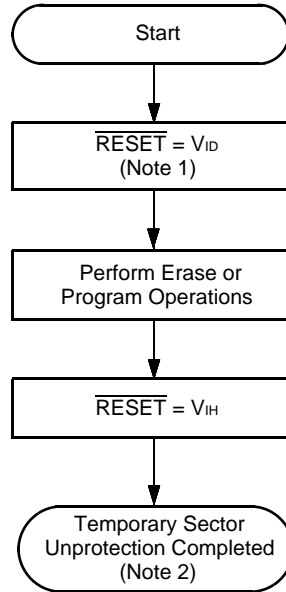 Start
RESET = VID
(Note 1)
Perform Erase or
Program Operations
RESET = VIH
Temporary Sector
Unprotection Completed
(Note 2)